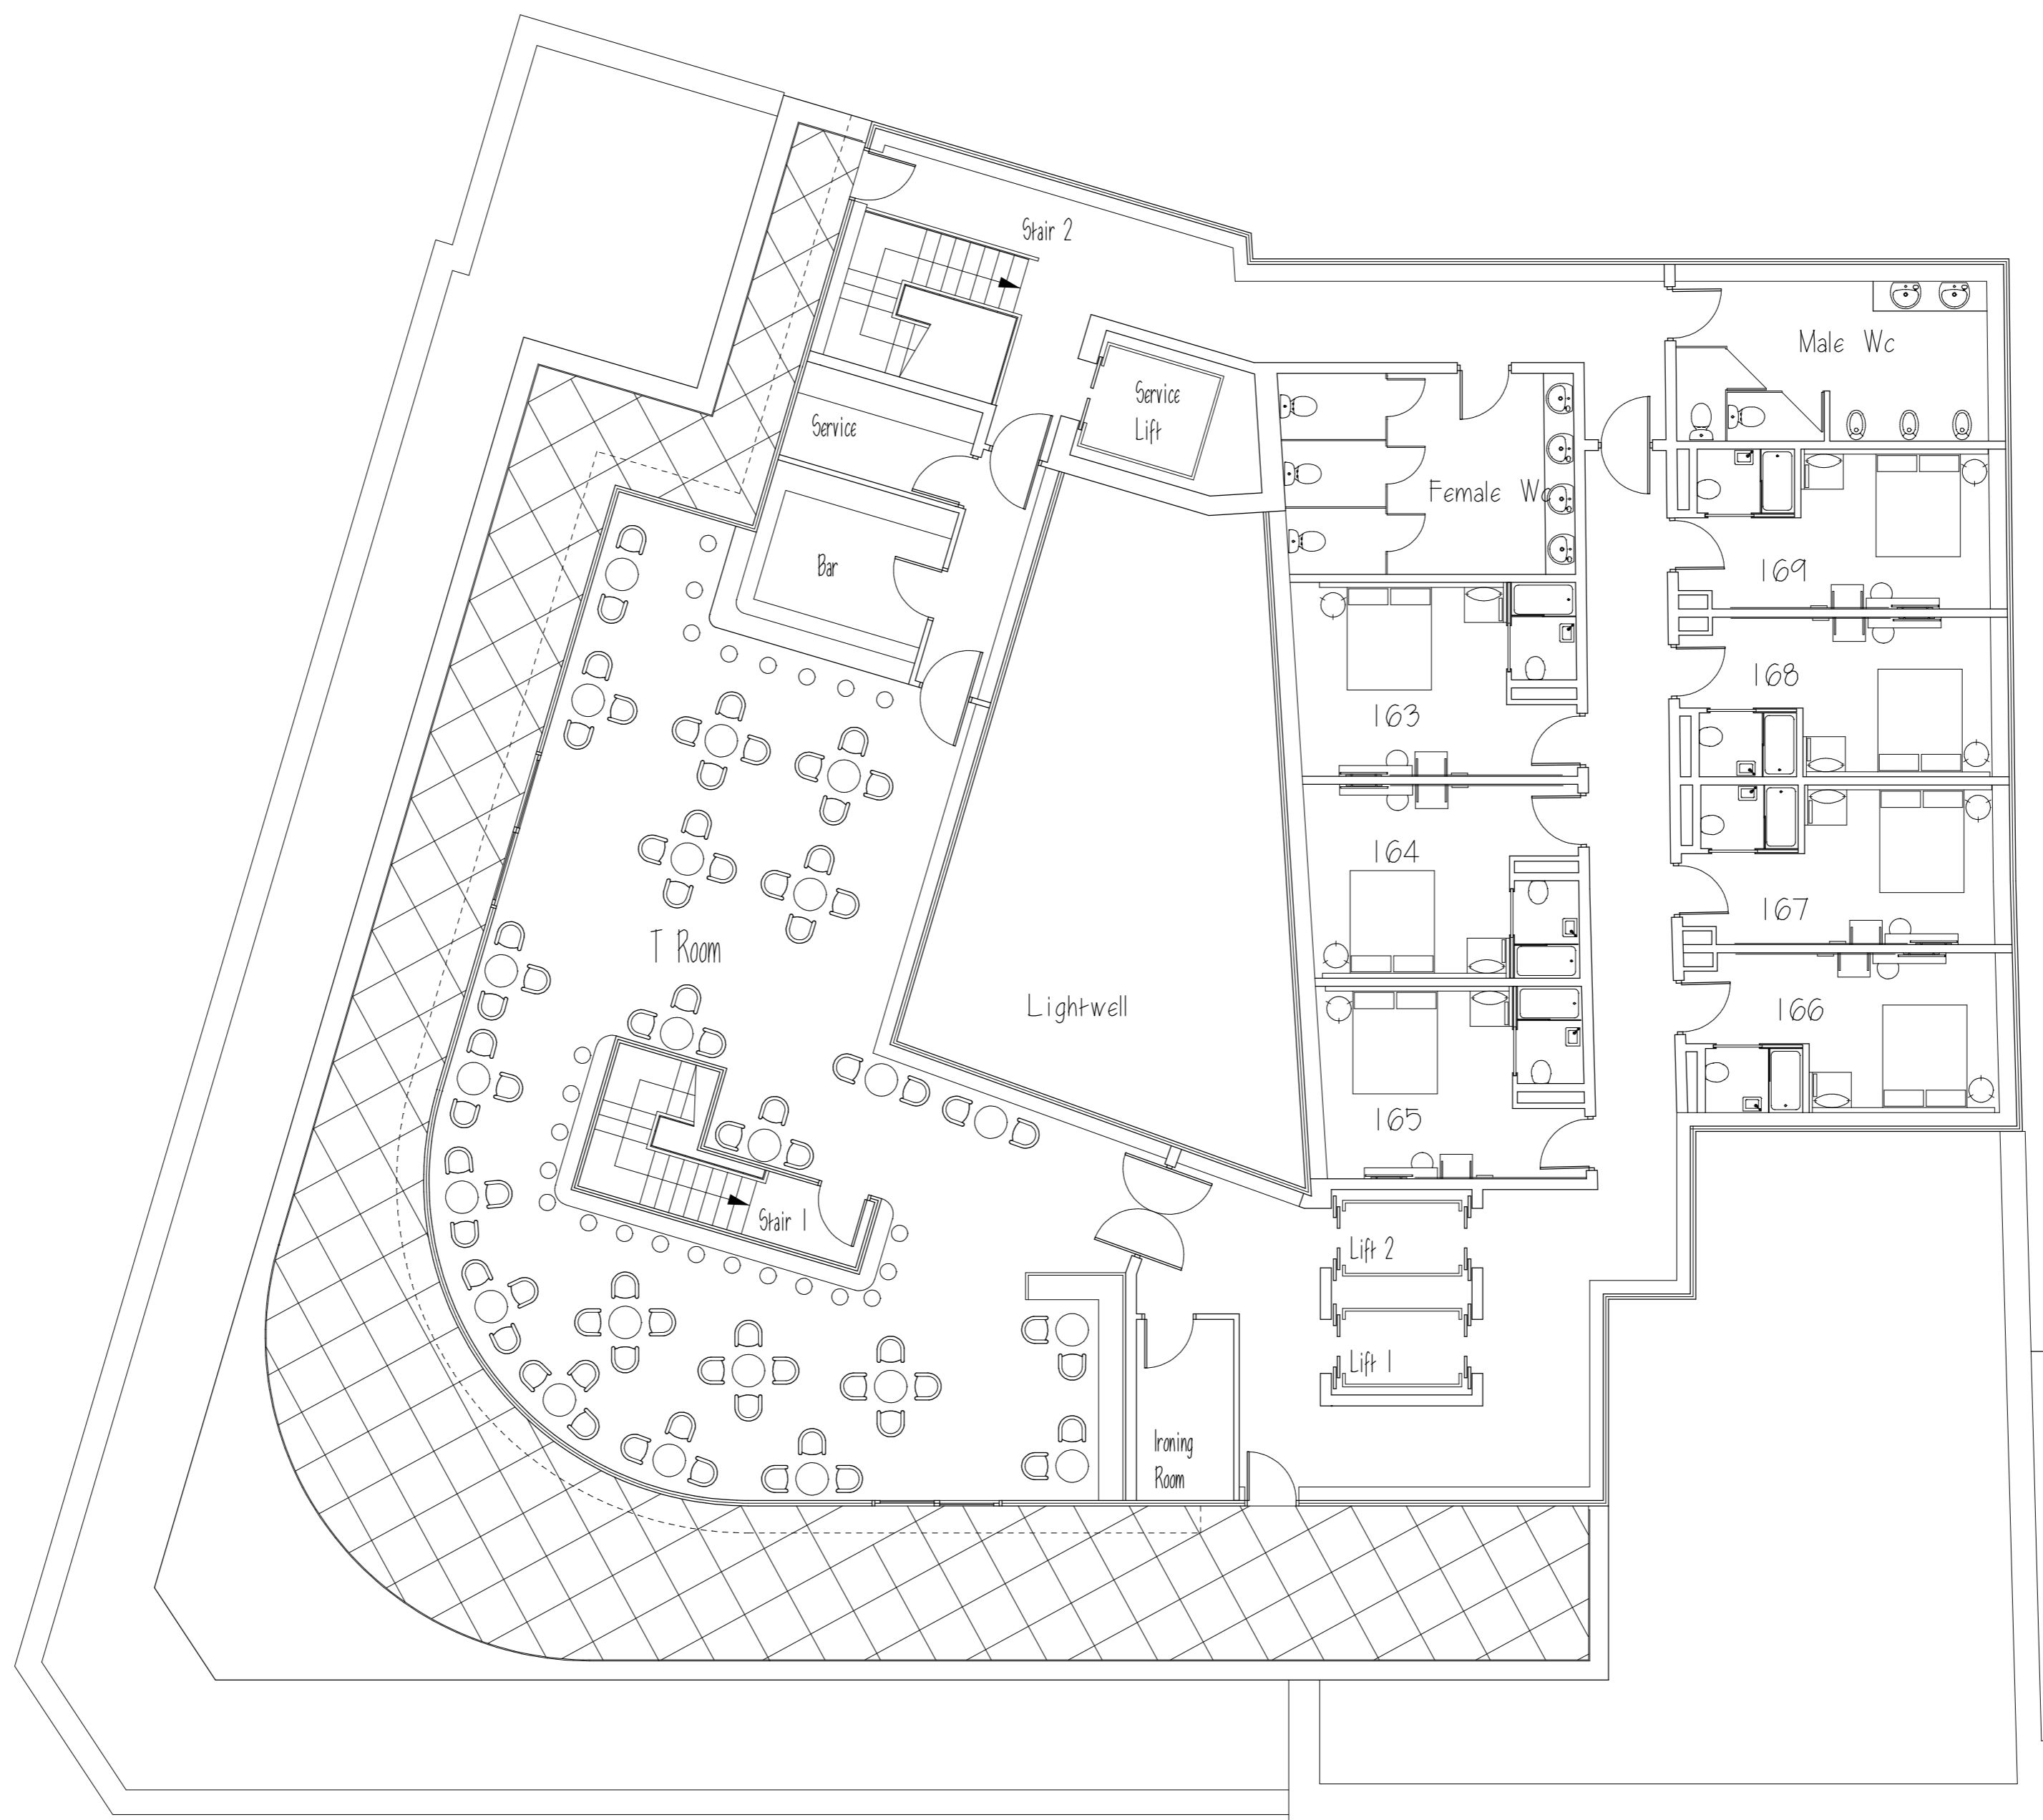 Stair 2
Male Wc
Service
Lift
Service
Female Wc
Bar
169
168
163
164
167
T Room
Lightwell
166
165
Stair 1
Lift 2
Lift 1
Ironing
Room